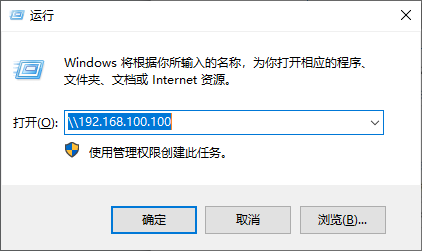 运行
Windows 将根据你所输入的名称，为你打开相应的程序、
文件夹、文档或 Internet 资源。
打开(O): \\192.168.100.100
使用管理权限创建此任务。
确定 取消 浏览(B)...